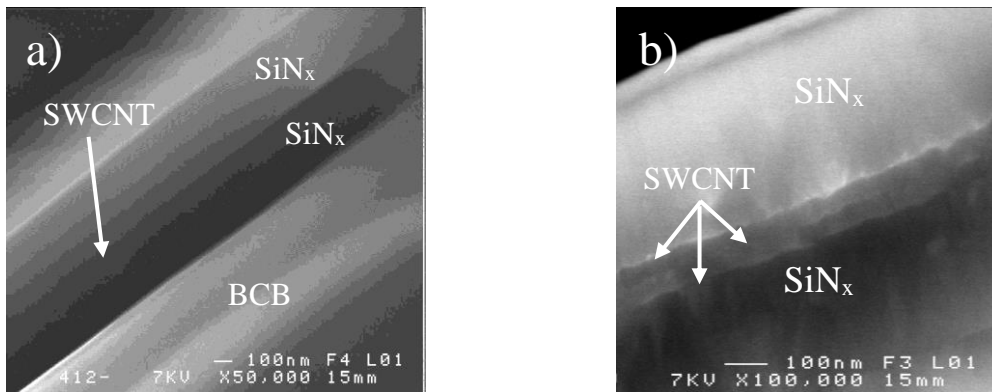 a)
SiNₓ
SWCNT
SiNₓ
BCB
100nm F4 L01
412- 7KV X50,000 15mm
b)
SiNₓ
SWCNT
SiNₓ
100nm F3 L01
7KV X100,000 15mm